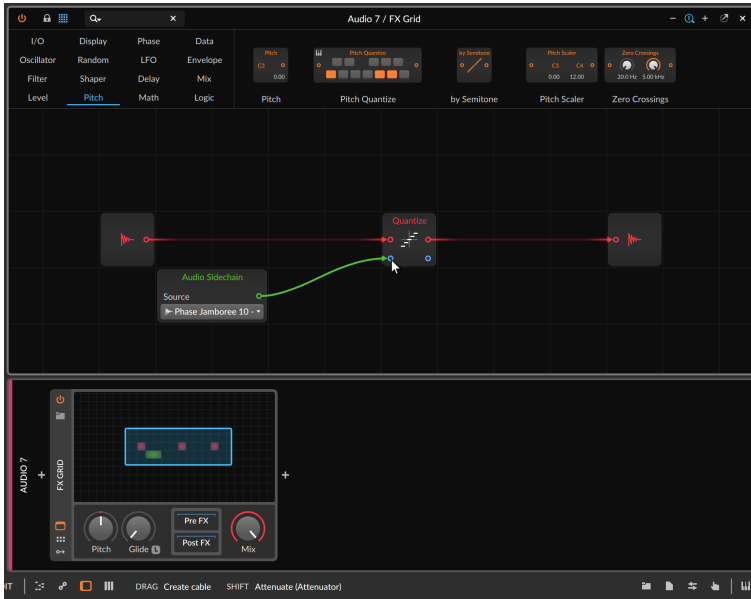 Audio 7 / FX Grid
I/O Display Phase Data
Oscillator Random LFO Envelope
Filter Shaper Delay Mix
Level Pitch Math Logic
Pitch
C3
0.00
Pitch
Pitch Quantize
Pitch Quantize
by Semitone
by Semitone
Pitch Scaler
C3 C4
0.00 12.00
Pitch Scaler
Zero Crossings
20.0 Hz 5.00 kHz
Zero Crossings
Quantize
Audio Sidechain
Source
Phase Jamboree 10 -
AUDIO 7
FX GRID
Pitch Glide L
Pre FX
Post FX
Mix
DRAG Create cable SHIFT Attenuate (Attenuator)